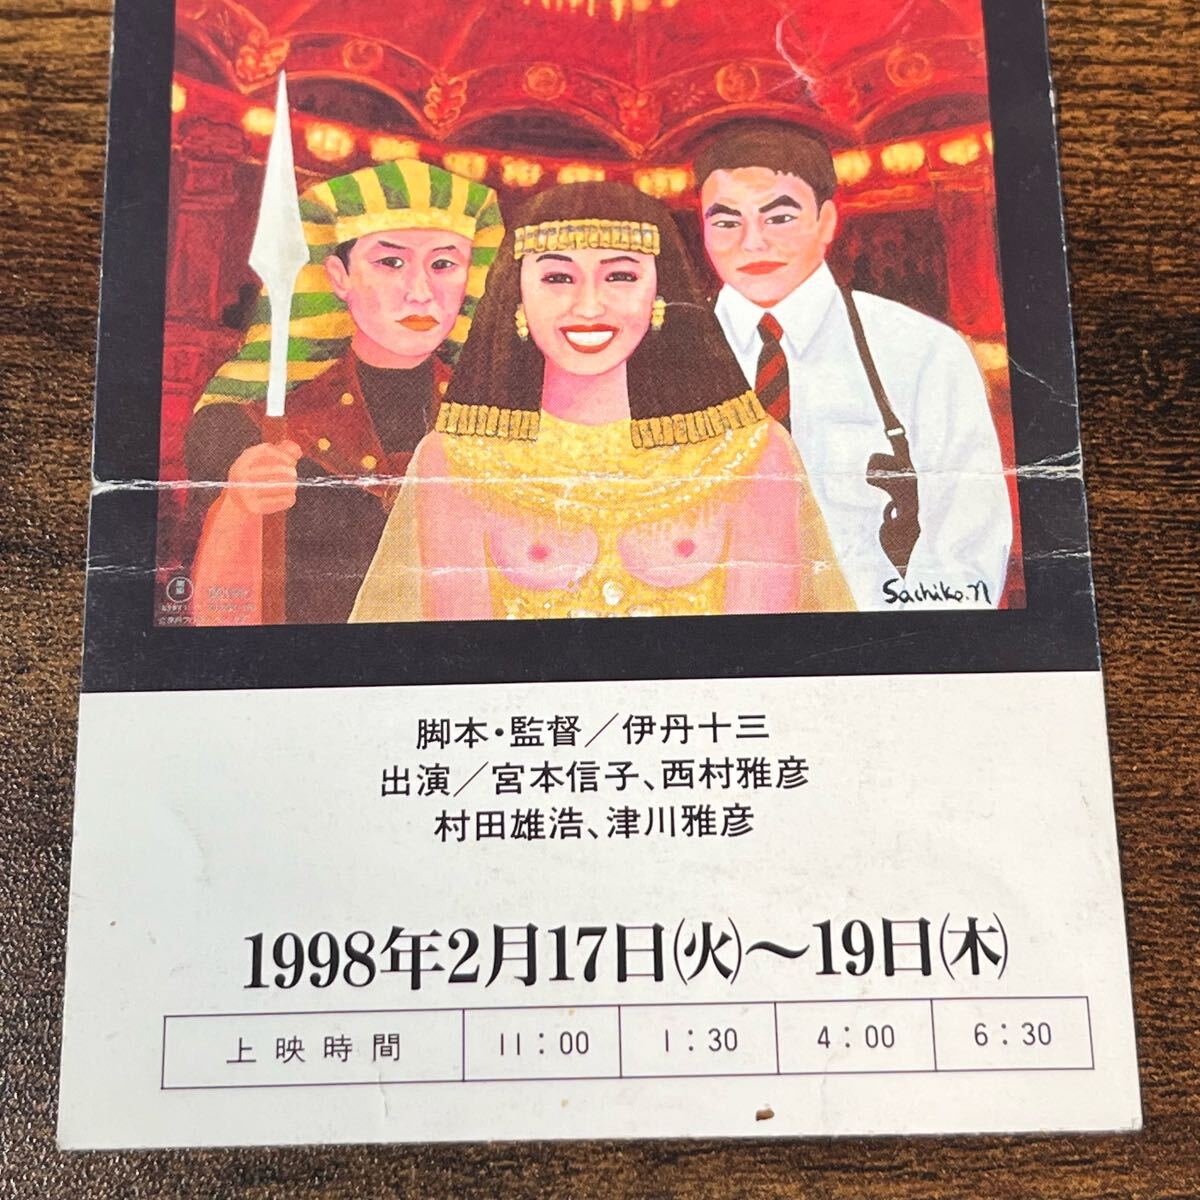 Sachiko.n
脚本・監督／伊丹十三
出演／宮本信子、西村雅彦
村田雄浩、津川雅彦
1998年2月17日(火)～19日(木)
上映時間 11:00 1:30 4:00 6:30